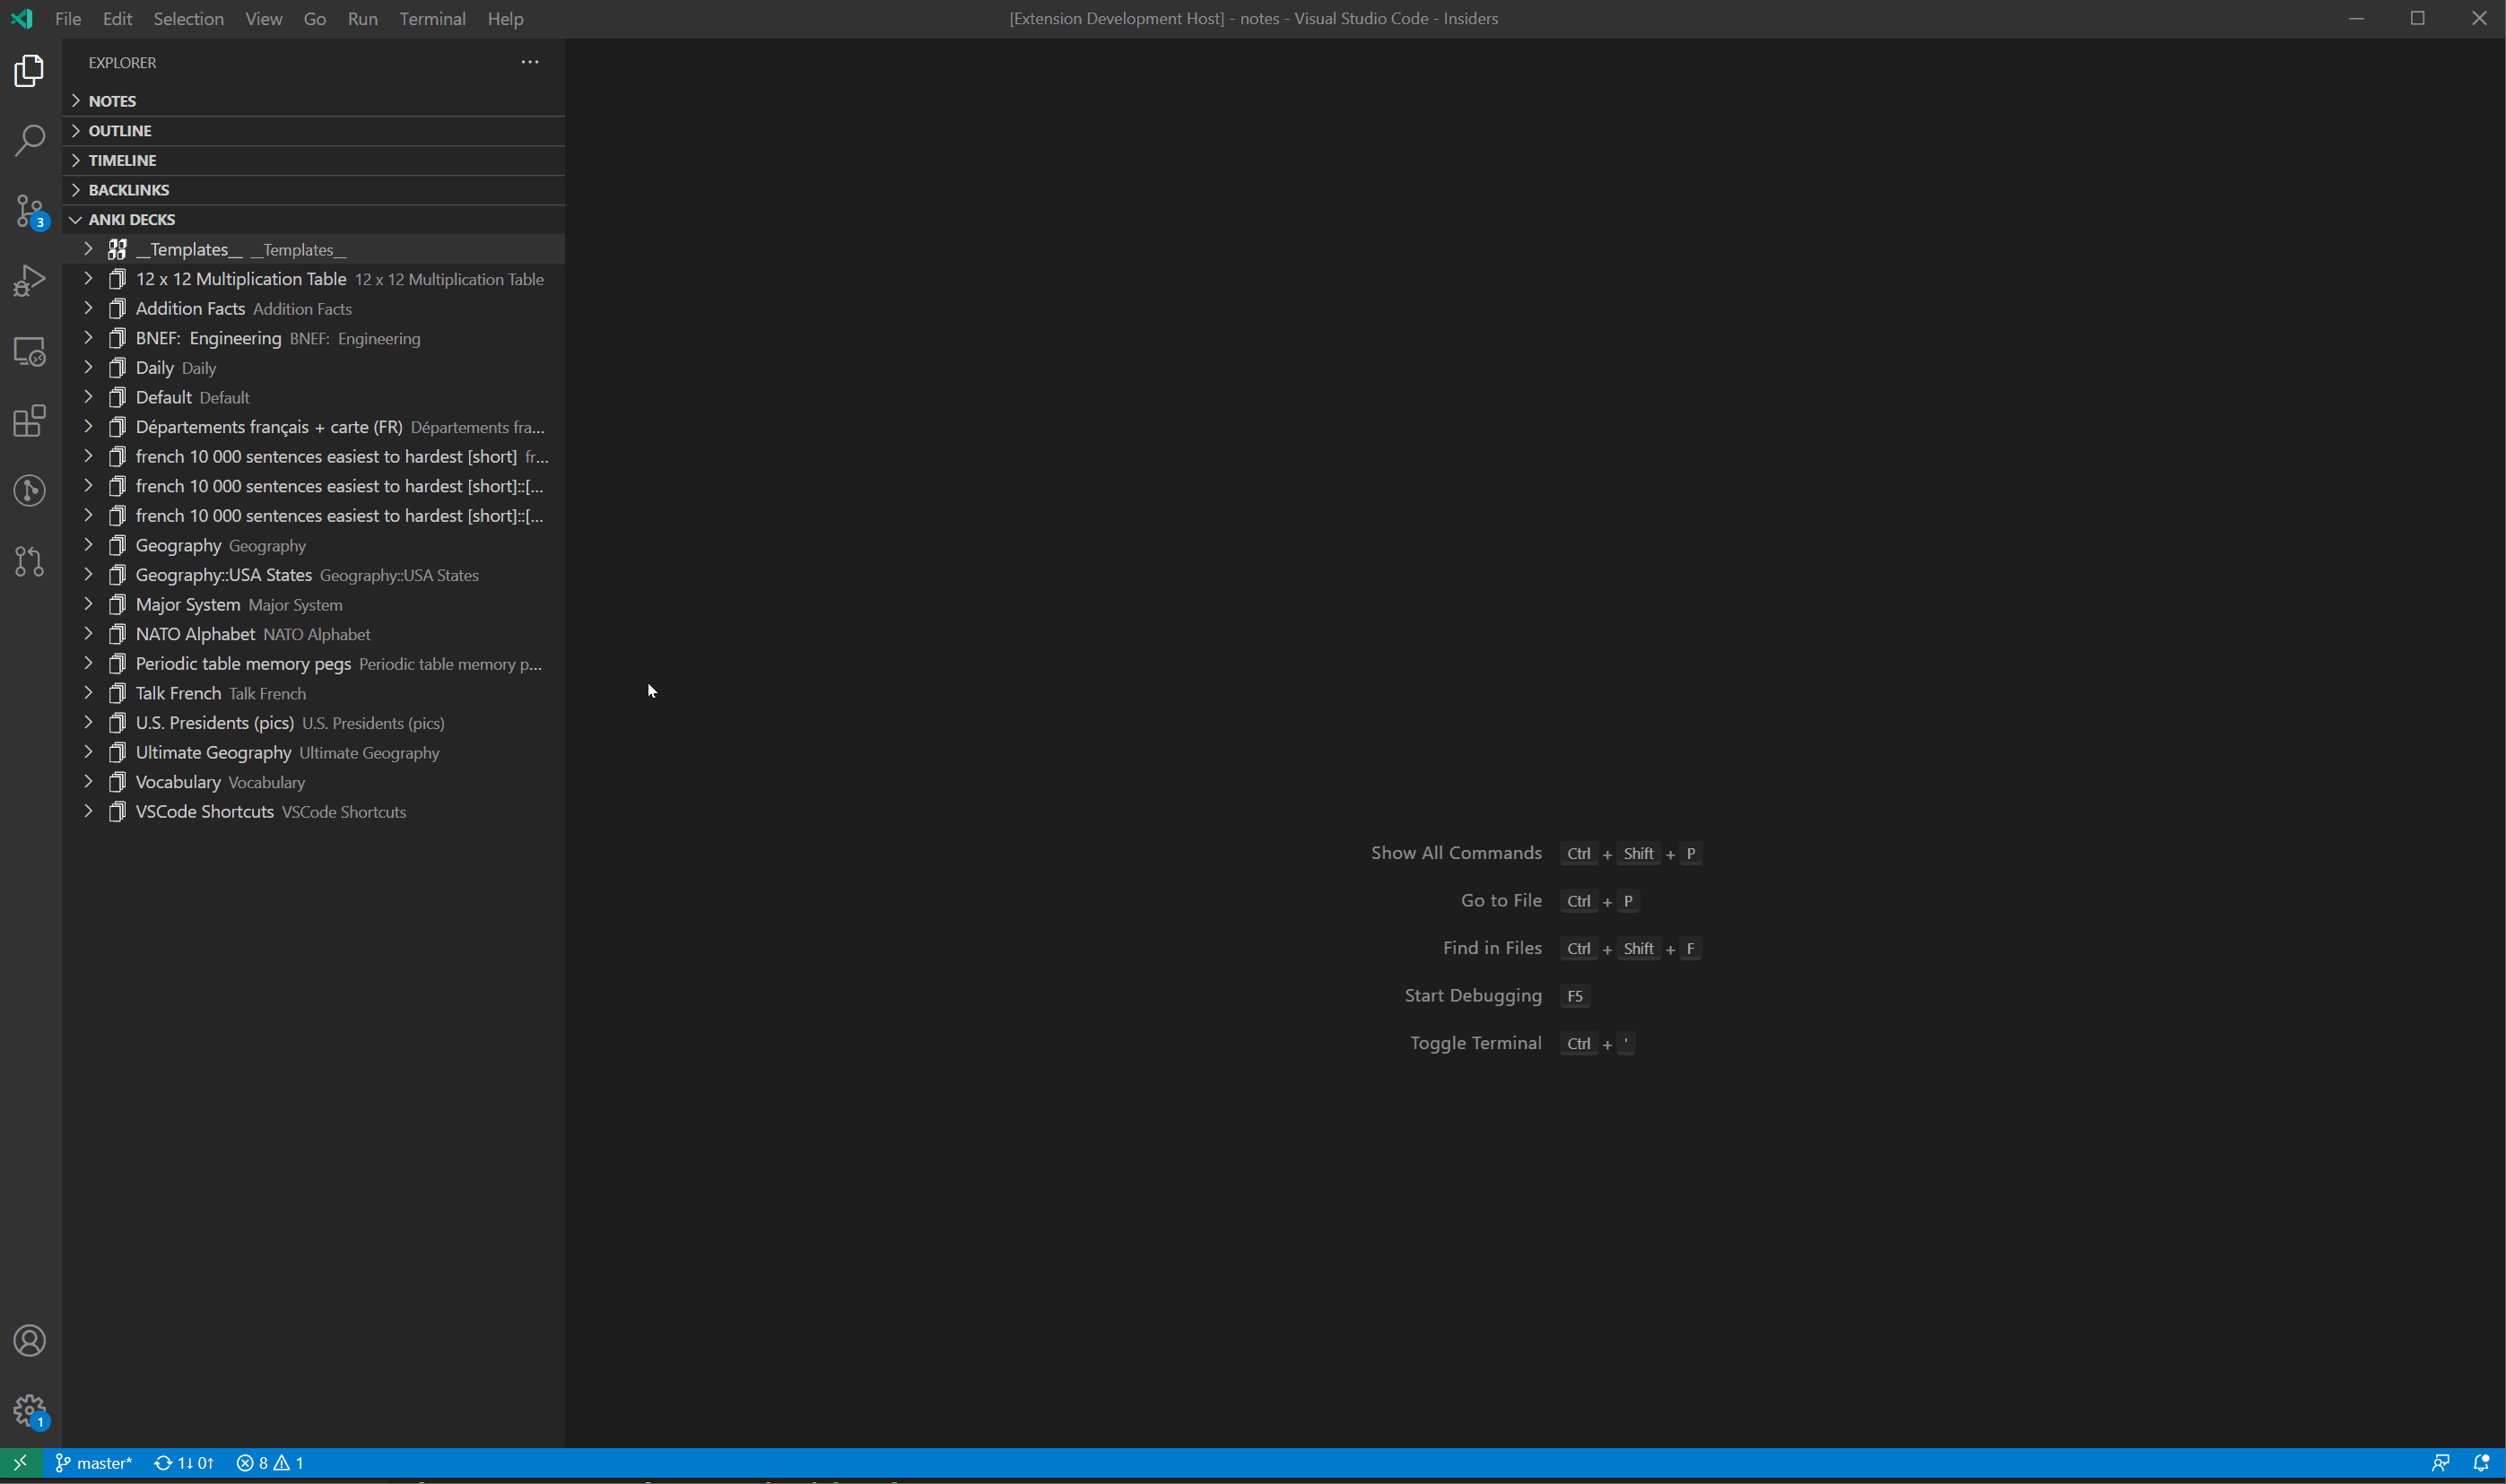 File Edit Selection View Go Run Terminal Help [Extension Development Host] - notes - Visual Studio Code - Insiders
EXPLORER
NOTES
OUTLINE
TIMELINE
BACKLINKS
ANKI DECKS
__Templates__ __Templates__
12 x 12 Multiplication Table 12 x 12 Multiplication Table
Addition Facts Addition Facts
BNEF: Engineering BNEF: Engineering
Daily Daily
Default Default
Départements français + carte (FR) Départements fra...
french 10 000 sentences easiest to hardest [short] fr...
french 10 000 sentences easiest to hardest [short]::[...
french 10 000 sentences easiest to hardest [short]::[...
Geography Geography
Geography::USA States Geography::USA States
Major System Major System
NATO Alphabet NATO Alphabet
Periodic table memory pegs Periodic table memory p...
Talk French Talk French
U.S. Presidents (pics) U.S. Presidents (pics)
Ultimate Geography Ultimate Geography
Vocabulary Vocabulary
VSCode Shortcuts VSCode Shortcuts
3
1
Show All Commands Ctrl + Shift + P
Go to File Ctrl + P
Find in Files Ctrl + Shift + F
Start Debugging F5
Toggle Terminal Ctrl + '
master* 1↓ 0↑ 8 1